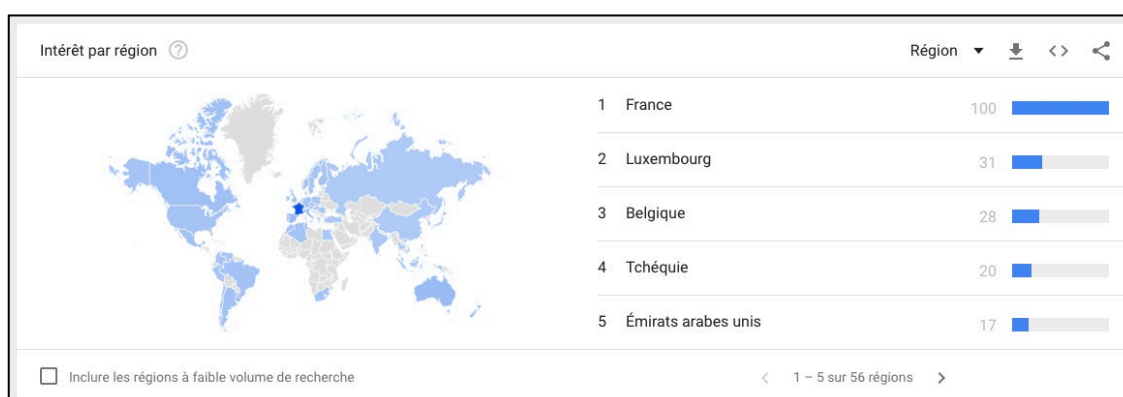 Intérêt par région
Région
1 France 100
2 Luxembourg 31
3 Belgique 28
4 Tchéquie 20
5 Émirats arabes unis 17
Inclure les régions à faible volume de recherche
1 – 5 sur 56 régions